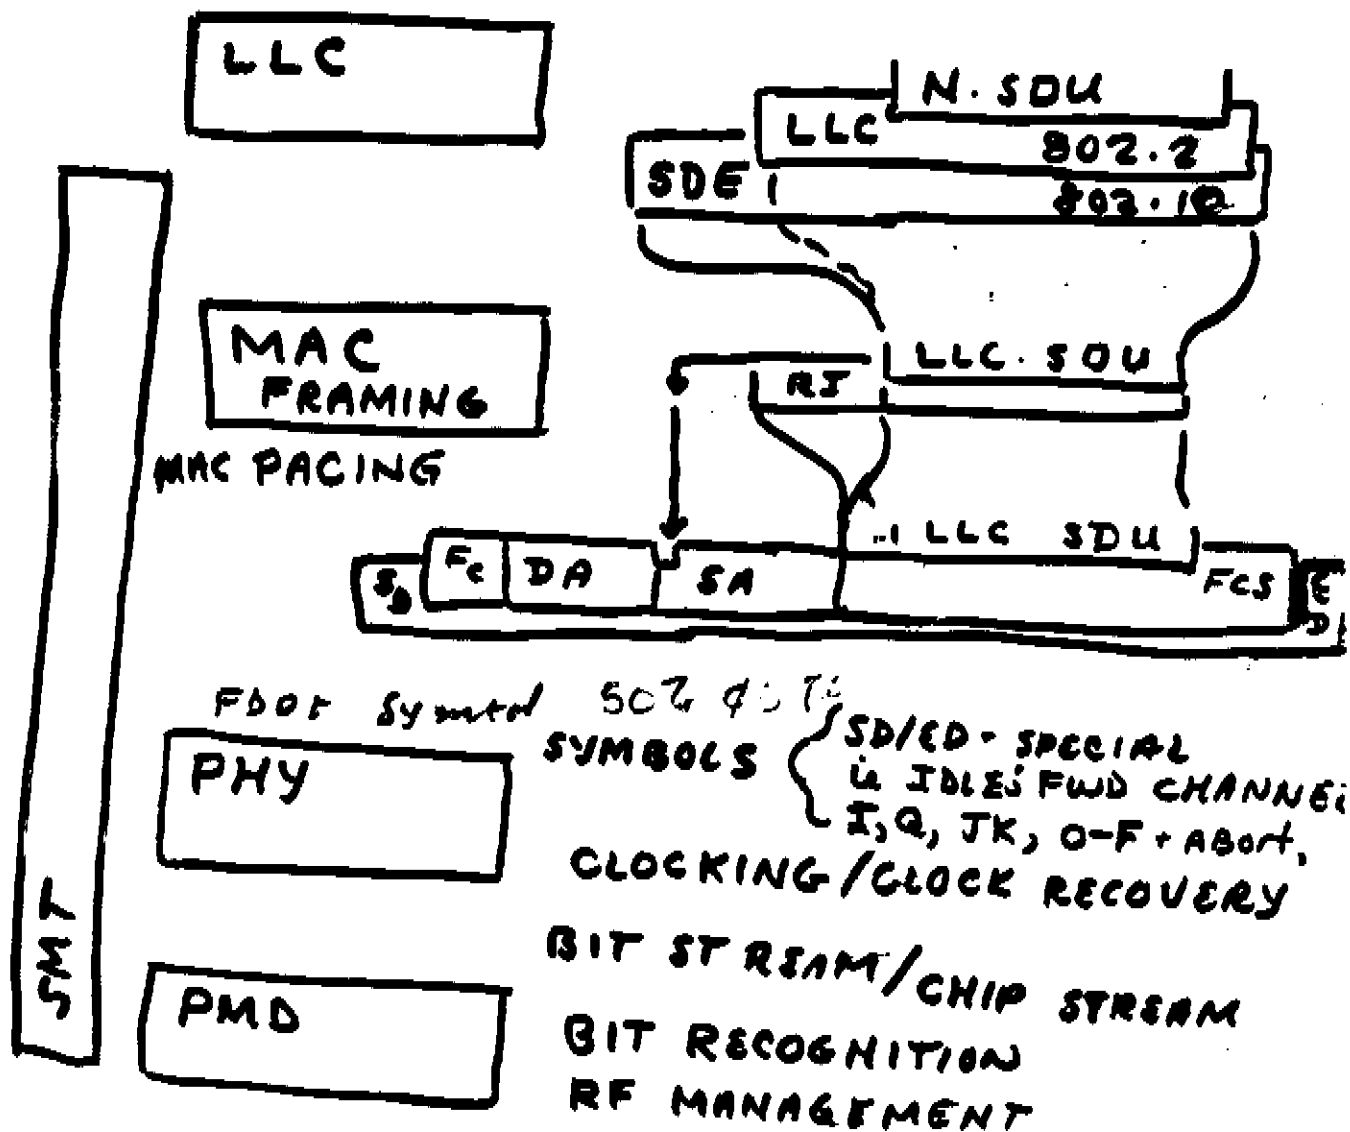 LLC
N. SDU
LLC 802.2
SDE 802.10
MAC
FRAMING
LLC. SDU
RI
MAC PACING
LLC SDU
SD FC DA SA FCS ED
Symbol
PHY
SYMBOLS
SD/ED - SPECIAL
IDLES FWD CHANNEL
I, Q, JK, O-F + ABort,
CLOCKING/CLOCK RECOVERY
BIT STREAM/CHIP STREAM
SMT
PMD
BIT RECOGNITION
RF MANAGEMENT